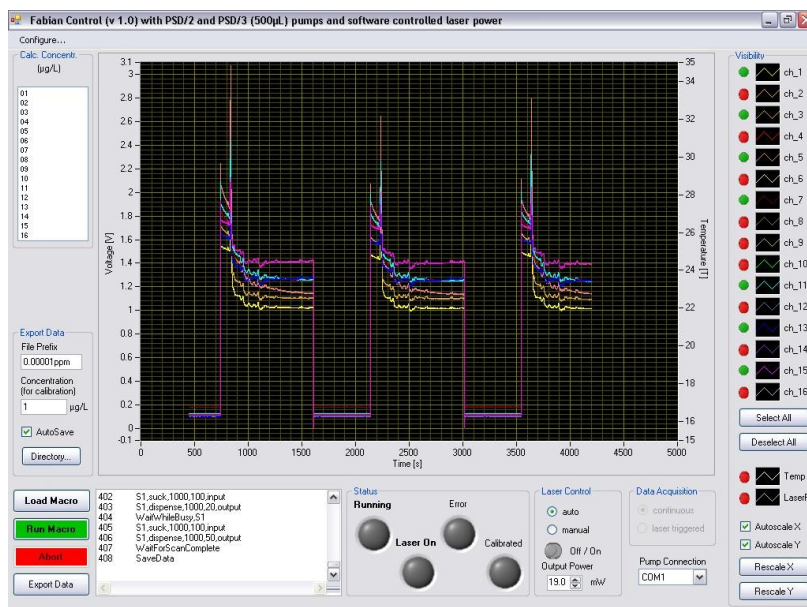 Fabian Control (v 1.0) with PSD/2 and PSD/3 (500µL) pumps and software controlled laser power
Configure...
Calc. Concentr.
(µg/L)
01
02
03
04
05
06
07
08
09
10
11
12
13
14
15
16
Export Data
File Prefix
0.00001ppm
Concentration
(for calibration)
1 µg/L
AutoSave
Directory...
Load Macro
Run Macro
Abort
Export Data
Voltage [V]
3.1
3
2.8
2.6
2.4
2.2
2
1.8
1.6
1.4
1.2
1
0.8
0.6
0.4
0.2
0
-0.1
0
500
1000
1500
2000
2500
3000
3500
4000
4500
5000
Time [s]
35
34
32
30
28
26
24
22
20
18
16
15
Temperature [T]
402 S1,suck,1000,100,input
403 S1,dispense,1000,20,output
404 WaitWhileBusy,S1
405 S1,suck,1000,100,input
406 S1,dispense,1000,50,output
407 WaitForScanComplete
408 SaveData
Status
Running
Error
Laser On
Calibrated
Laser Control
auto
manual
Off / On
Output Power
19.0 mW
Data Acquisition
continuous
laser triggered
Pump Connection
COM1
Visibility
ch_1
ch_2
ch_3
ch_4
ch_5
ch_6
ch_7
ch_8
ch_9
ch_10
ch_11
ch_12
ch_13
ch_14
ch_15
ch_16
Select All
Deselect All
Temp
Autoscale X
Autoscale Y
Rescale X
Rescale Y